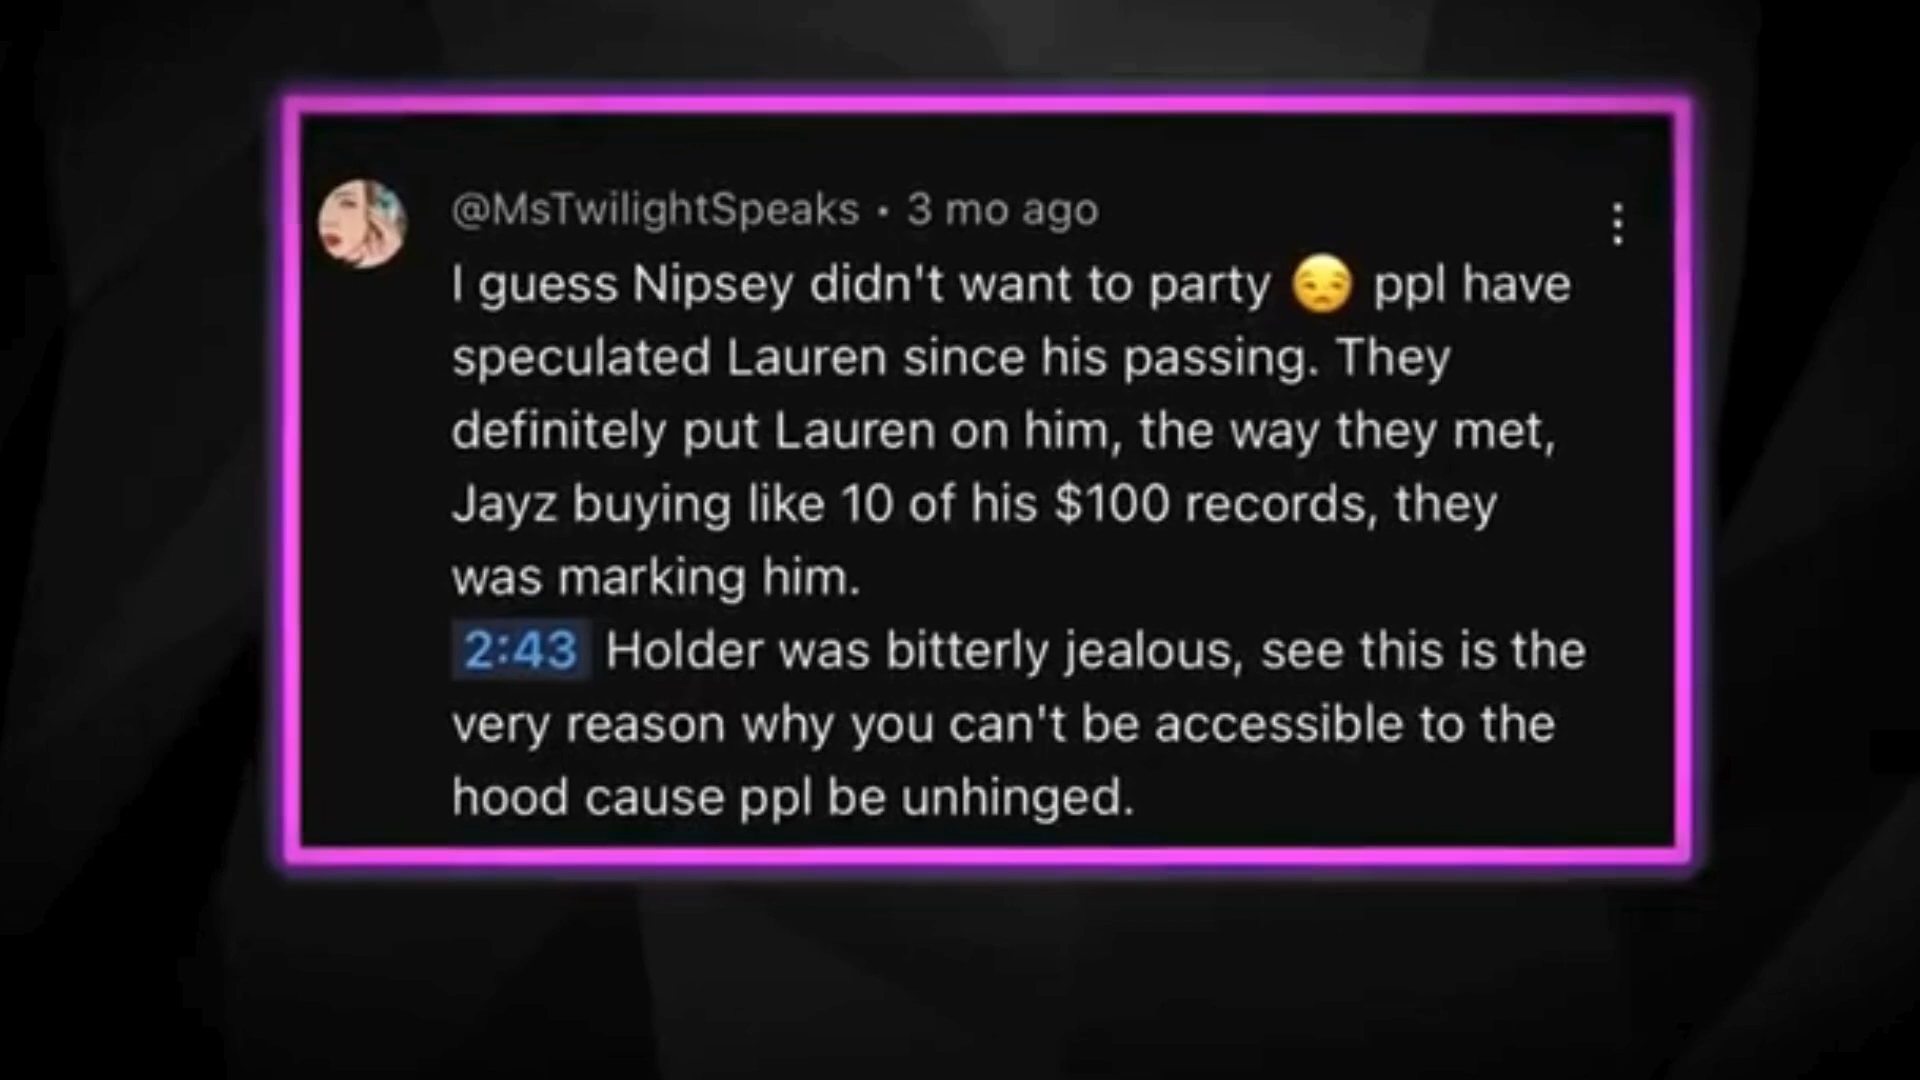 @MsTwilightSpeaks • 3 mo ago
I guess Nipsey didn't want to party 😒 ppl have
speculated Lauren since his passing. They
definitely put Lauren on him, the way they met,
Jayz buying like 10 of his $100 records, they
was marking him.
2:43 Holder was bitterly jealous, see this is the
very reason why you can't be accessible to the
hood cause ppl be unhinged.